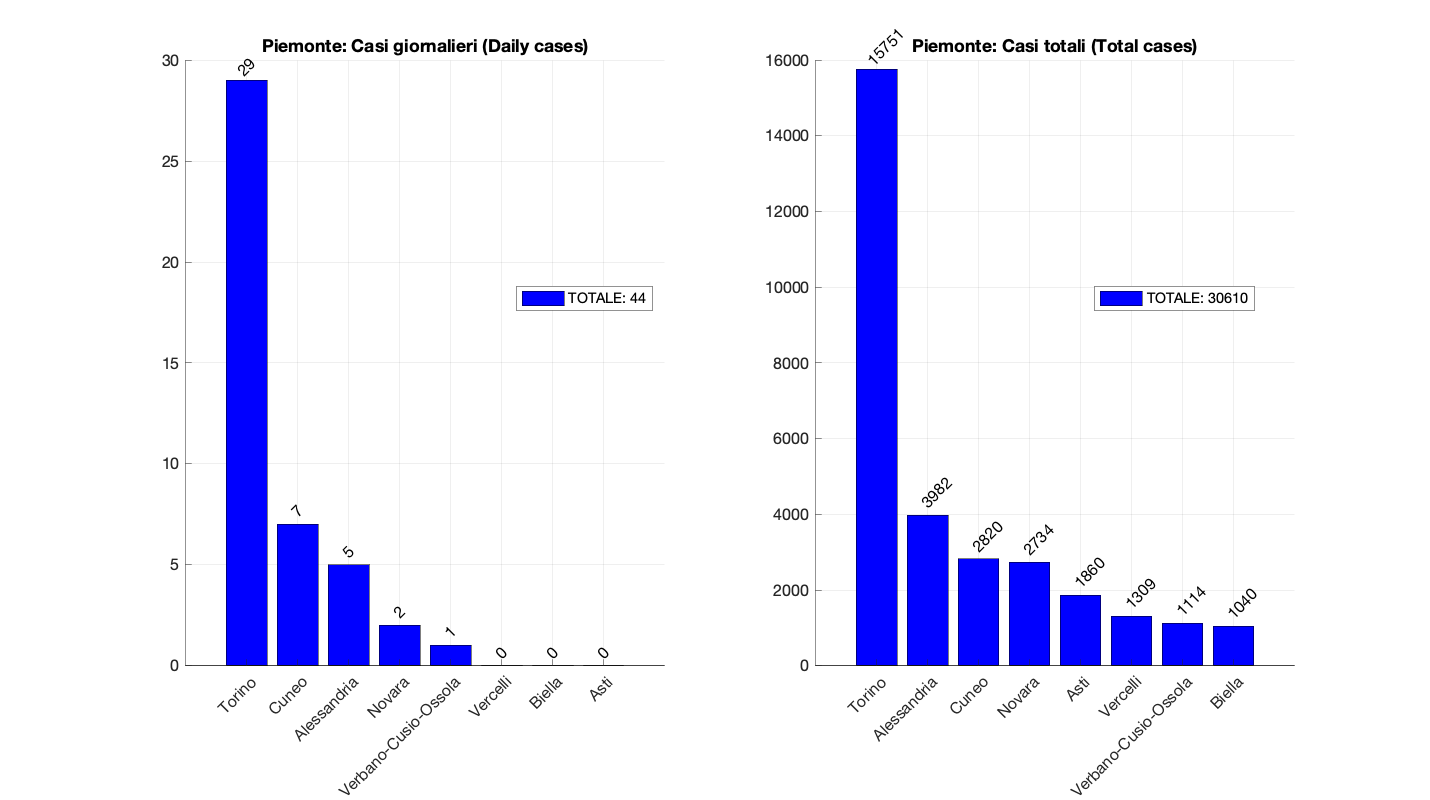 Piemonte: Casi giornalieri (Daily cases)
30
25
20
15
10
5
0
29
7
5
2
1
0
0
0
TOTALE: 44
Torino
Cuneo
Alessandria
Novara
Verbano-Cusio-Ossola
Vercelli
Biella
Asti
Piemonte: Casi totali (Total cases)
16000
14000
12000
10000
8000
6000
4000
2000
0
15751
3982
2820
2734
1860
1309
1114
1040
TOTALE: 30610
Torino
Alessandria
Cuneo
Novara
Asti
Vercelli
Verbano-Cusio-Ossola
Biella